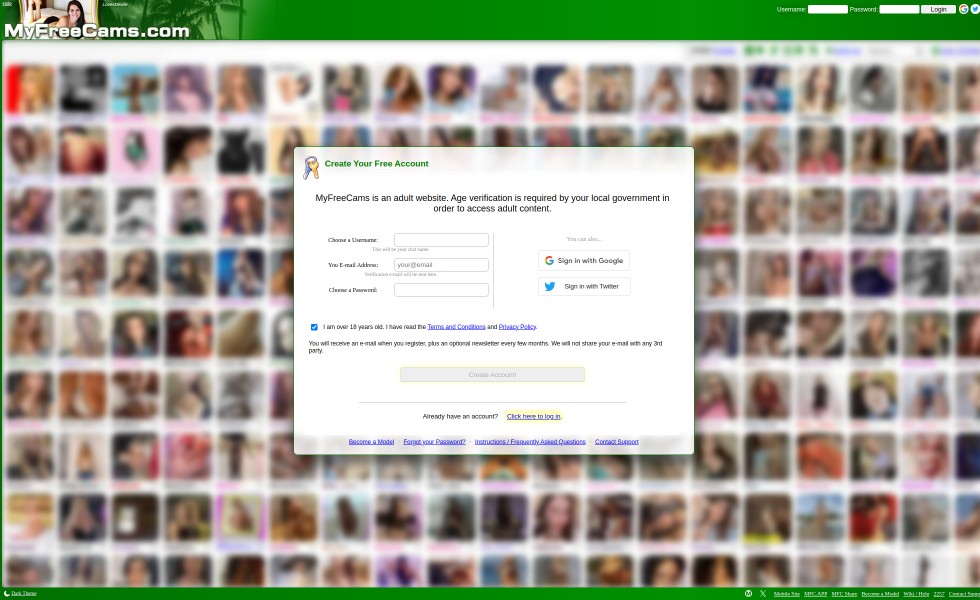 Username: Password: Login
MyFreeCams.com
Create Your Free Account
MyFreeCams is an adult website. Age verification is required by your local government in
order to access adult content.
Choose a Username:
This will be your chat name.
You E-mail Address: your@email
Verification e-mail will be sent here.
Choose a Password:
You can also...
Sign in with Google
Sign in with Twitter
I am over 18 years old. I have read the Terms and Conditions and Privacy Policy.
You will receive an e-mail when you register, plus an optional newsletter every few months. We will not share your e-mail with any 3rd
party.
Create Account!
Already have an account? Click here to log in.
Become a Model - Forgot your Password? - Instructions / Frequently Asked Questions - Contact Support
Dark Theme
Mobile Site MFC.APP MFC Share Become a Model Wiki / Help 2257 Contact